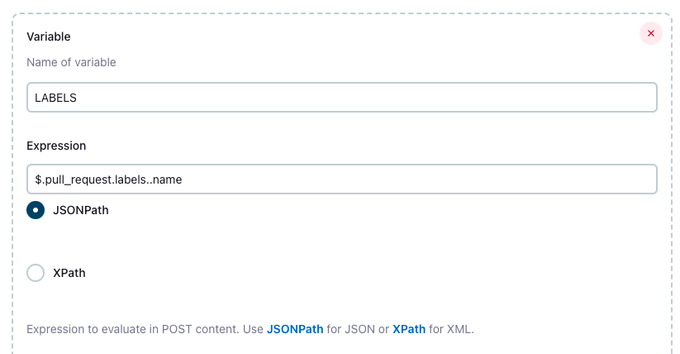 Variable
Name of variable
LABELS
Expression
$.pull_request.labels..name
JSONPath
XPath
Expression to evaluate in POST content. Use JSONPath for JSON or XPath for XML.